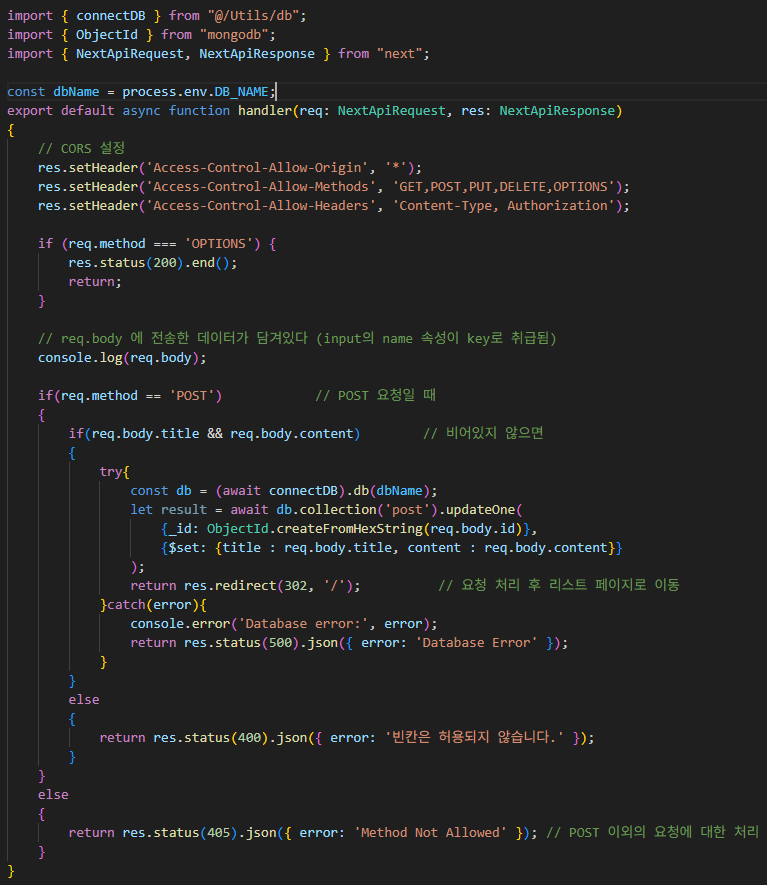 import { connectDB } from "@/Utils/db";
import { ObjectId } from "mongodb";
import { NextApiRequest, NextApiResponse } from "next";

const dbName = process.env.DB_NAME;
export default async function handler(req: NextApiRequest, res: NextApiResponse)
{
    // CORS 설정
    res.setHeader('Access-Control-Allow-Origin', '*');
    res.setHeader('Access-Control-Allow-Methods', 'GET,POST,PUT,DELETE,OPTIONS');
    res.setHeader('Access-Control-Allow-Headers', 'Content-Type, Authorization');

    if (req.method === 'OPTIONS') {
        res.status(200).end();
        return;
    }

    // req.body 에 전송한 데이터가 담겨있다 (input의 name 속성이 key로 취급됨)
    console.log(req.body);

    if(req.method == 'POST')            // POST 요청일 때
    {
        if(req.body.title && req.body.content)        // 비어있지 않으면
        {
            try{
                const db = (await connectDB).db(dbName);
                let result = await db.collection('post').updateOne(
                    {_id: ObjectId.createFromHexString(req.body.id)},
                    {$set: {title : req.body.title, content : req.body.content}}
                );
                return res.redirect(302, '/');          // 요청 처리 후 리스트 페이지로 이동
            }catch(error){
                console.error('Database error:', error);
                return res.status(500).json({ error: 'Database Error' });
            }
        }
        else
        {
            return res.status(400).json({ error: '빈칸은 허용되지 않습니다.' });
        }
    }
    else
    {
        return res.status(405).json({ error: 'Method Not Allowed' }); // POST 이외의 요청에 대한 처리
    }
}